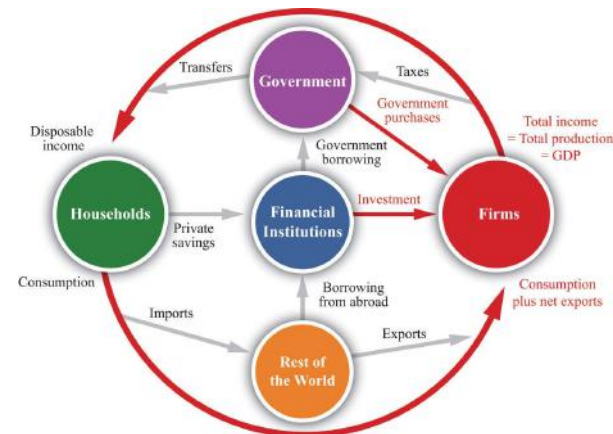 Transfers
Government
Taxes
Government
purchases
Disposable
income
Total income
= Total production
= GDP
Government
borrowing
Households
Private
savings
Financial
Institutions
Investment
Firms
Consumption
Imports
Borrowing
from abroad
Exports
Consumption
plus net exports
Rest of
the World